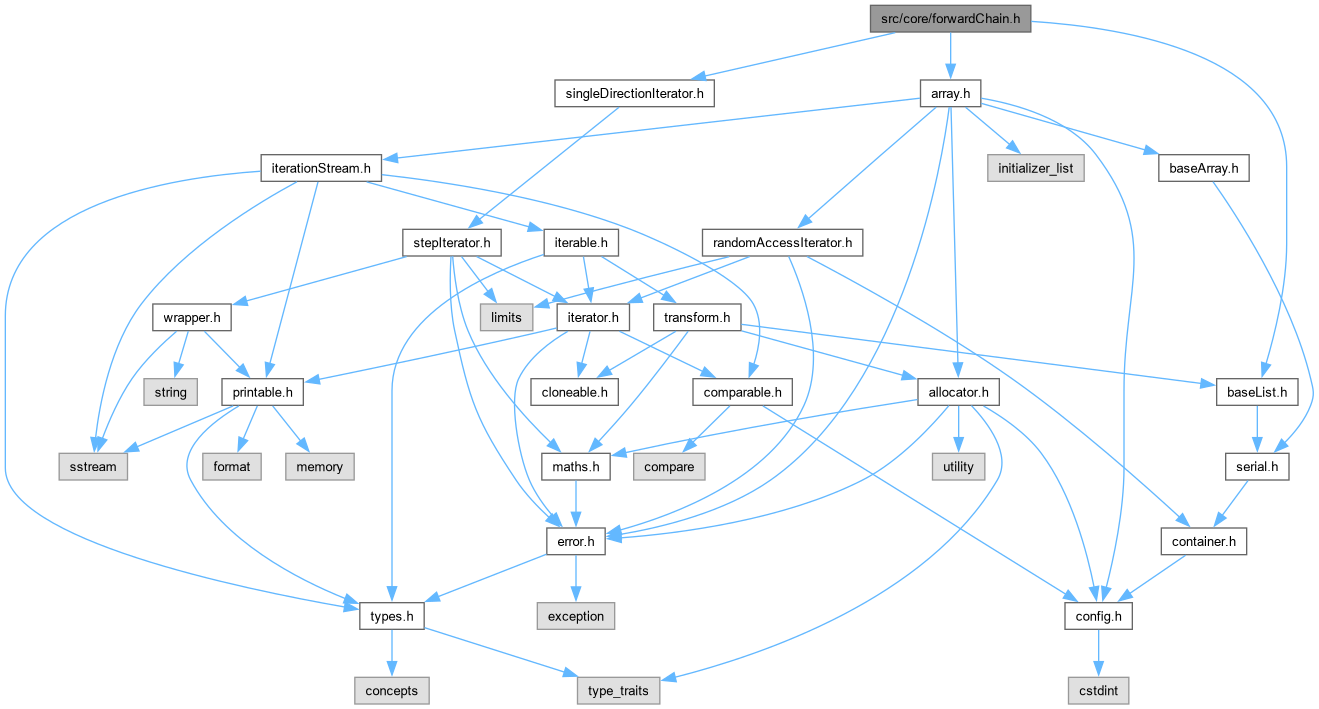 src/core/forwardChain.h
singleDirectionIterator.h
array.h
iterationStream.h
initializer_list
baseArray.h
stepIterator.h
iterable.h
randomAccessIterator.h
wrapper.h
limits
iterator.h
transform.h
string
printable.h
cloneable.h
comparable.h
allocator.h
baseList.h
sstream
format
memory
maths.h
compare
utility
serial.h
error.h
container.h
types.h
exception
config.h
concepts
type_traits
cstdint